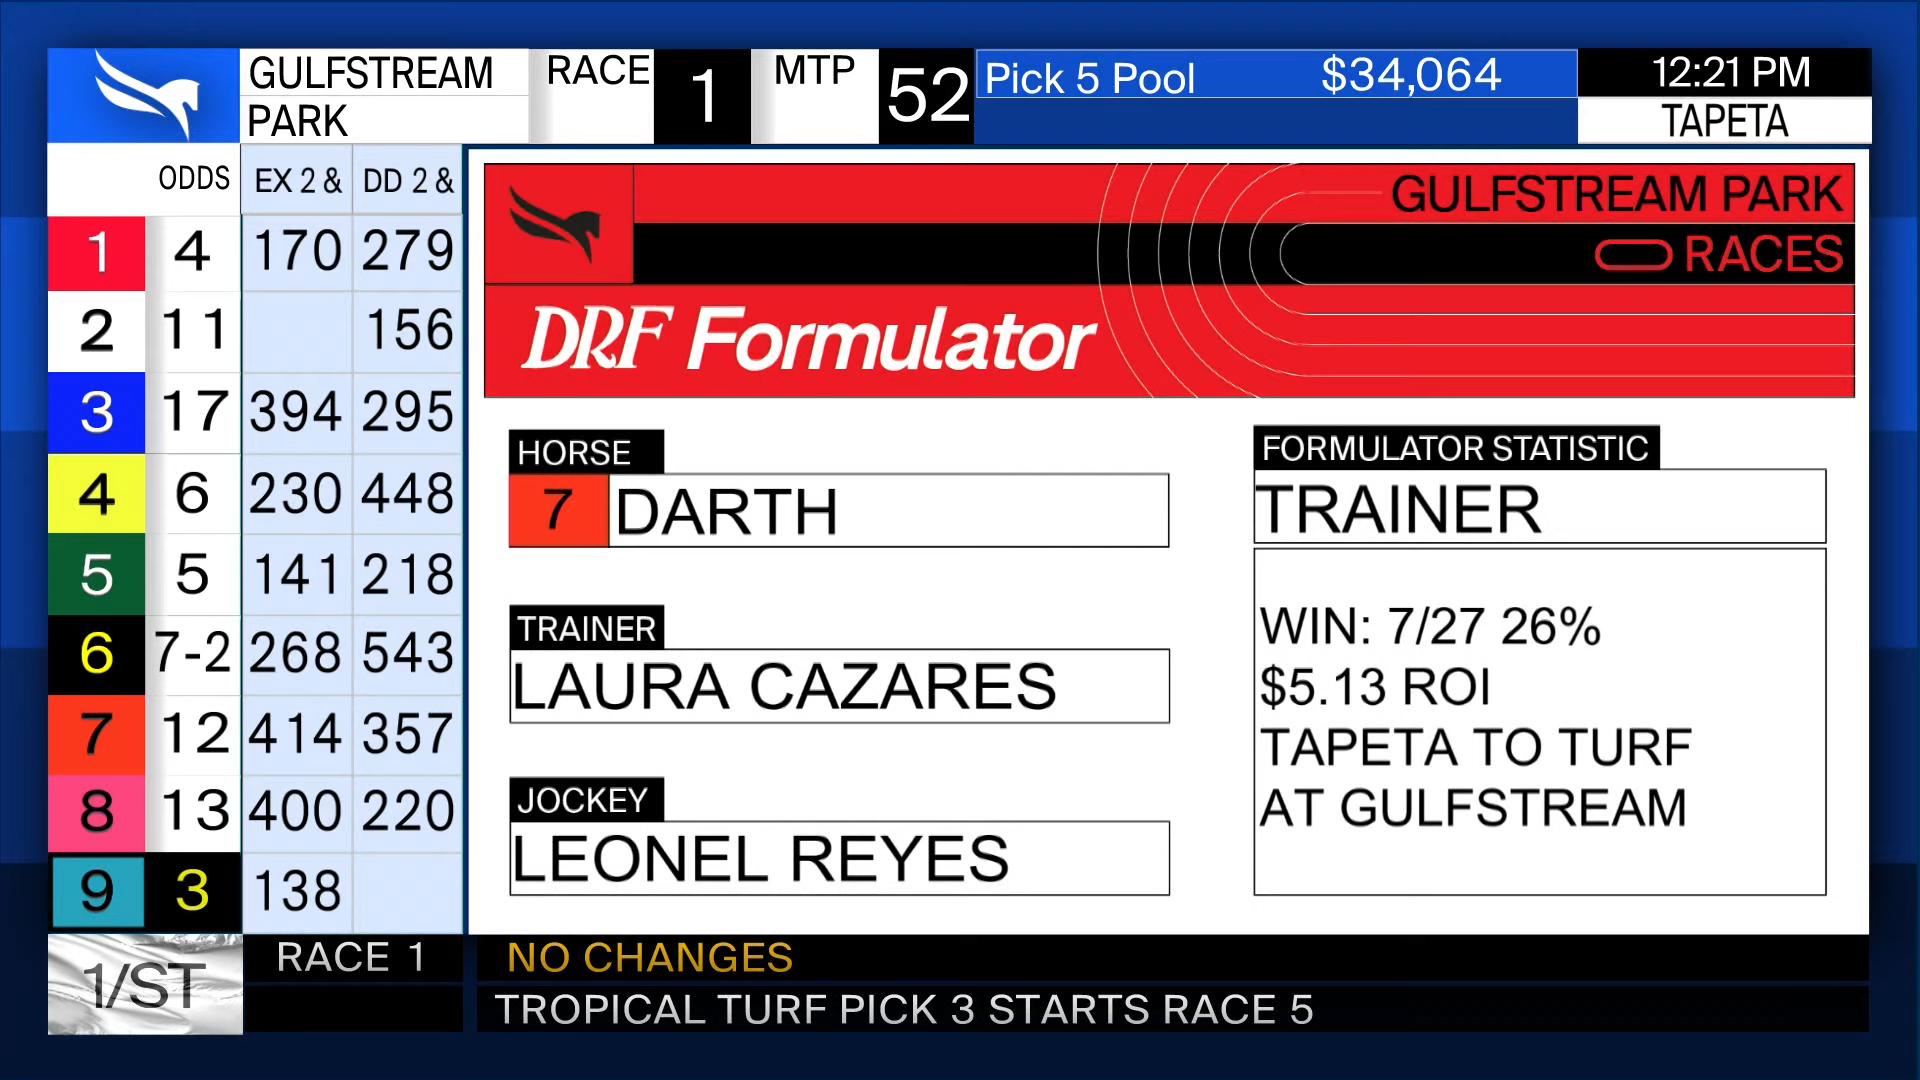 GULFSTREAM PARK
RACE 1 MTP 52
Pick 5 Pool $34,064
12:21 PM
TAPETA
ODDS EX 2 & DD 2 &
1 4 170 279
2 11 156
3 17 394 295
4 6 230 448
5 5 141 218
6 7-2 268 543
7 12 414 357
8 13 400 220
9 3 138
GULFSTREAM PARK
RACES
DRF Formulator
HORSE
7 DARTH
TRAINER
LAURA CAZARES
JOCKEY
LEONEL REYES
FORMULATOR STATISTIC
TRAINER
WIN: 7/27 26%
$5.13 ROI
TAPETA TO TURF
AT GULFSTREAM
1/ST
RACE 1
NO CHANGES
TROPICAL TURF PICK 3 STARTS RACE 5